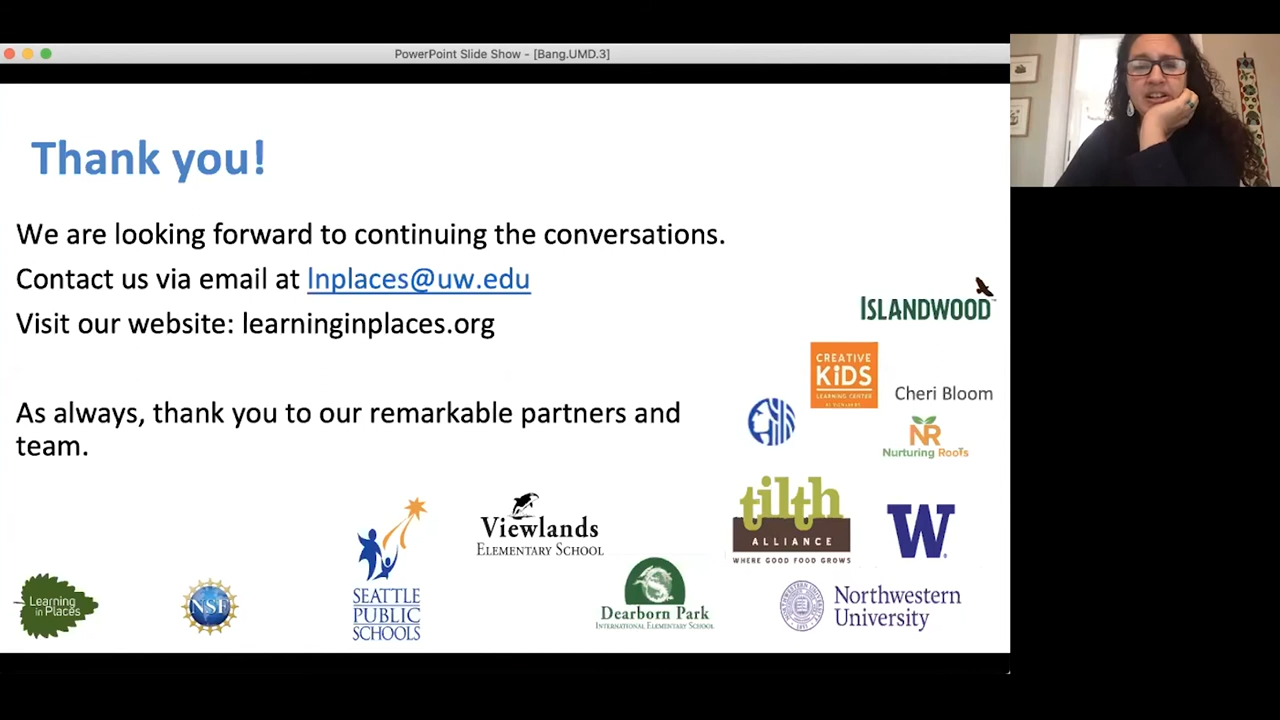 PowerPoint Slide Show - [Bang.UMD.3]
Thank you!
We are looking forward to continuing the conversations.
Contact us via email at lnplaces@uw.edu
Visit our website: learninginplaces.org
As always, thank you to our remarkable partners and
team.
ISLANDWOOD
CREATIVE
KiDS
LEARNING CENTER
Cheri Bloom
NR
Nurturing Roots
tilth
ALLIANCE
WHERE GOOD FOOD GROWS
W
Viewlands
ELEMENTARY SCHOOL
SEATTLE
PUBLIC
SCHOOLS
Learning
in Places
NSF
Dearborn Park
INTERNATIONAL ELEMENTARY SCHOOL
Northwestern
University